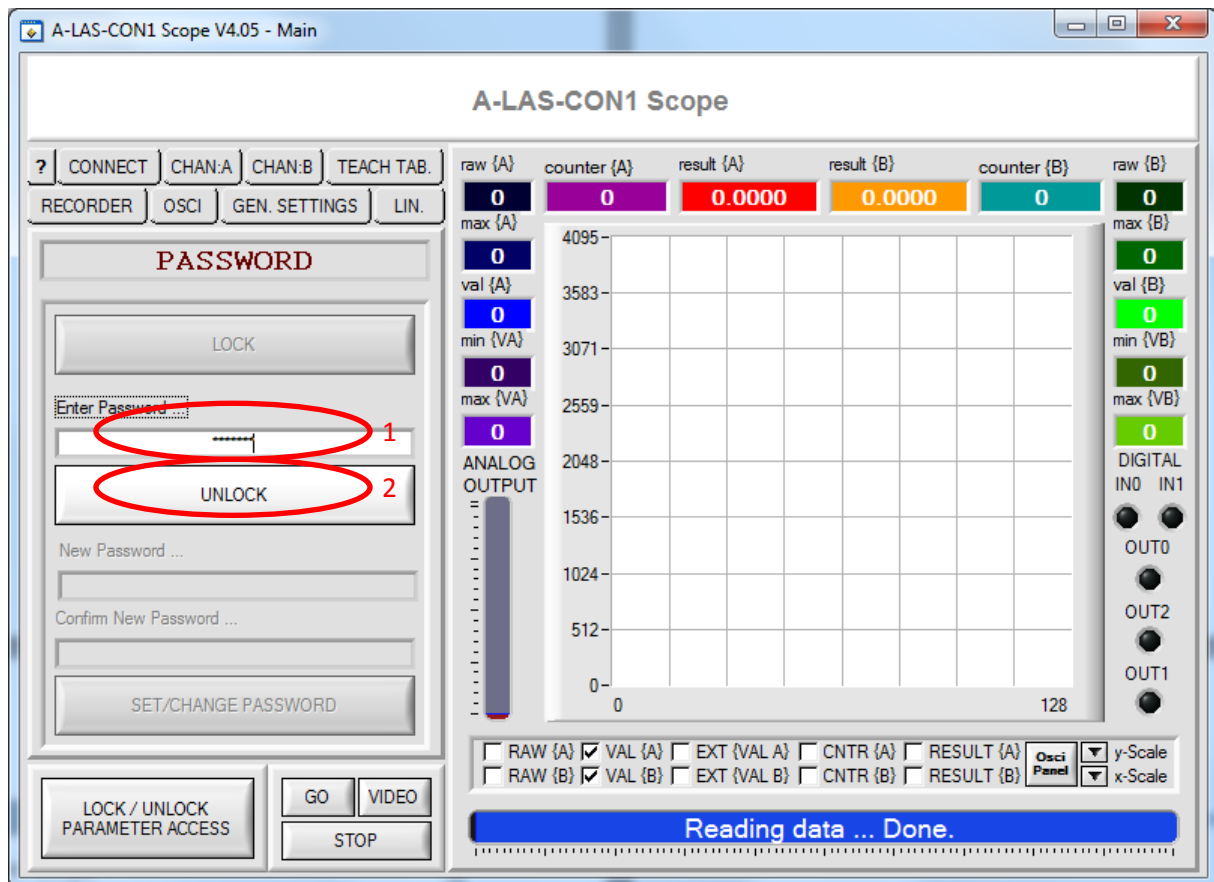 A-LAS-CON1 Scope V4.05 - Main
A-LAS-CON1 Scope
? CONNECT CHAN:A CHAN:B TEACH TAB.
RECORDER OSCI GEN. SETTINGS LIN.
PASSWORD
LOCK
Enter Password ...
******* 1
UNLOCK 2
New Password ...
Confirm New Password ...
SET/CHANGE PASSWORD
LOCK / UNLOCK
PARAMETER ACCESS
GO VIDEO
STOP
raw {A} counter {A} result {A} result {B} counter {B} raw {B}
0 0 0.0000 0.0000 0 0
max {A}
0
val {A}
0
min {VA}
0
max {VA}
0
ANALOG
OUTPUT
4095
3583
3071
2559
2048
1536
1024
512
0
0 128
max {B}
0
val {B}
0
min {VB}
0
max {VB}
0
DIGITAL
IN0 IN1
OUT0
OUT2
OUT1
RAW {A} VAL {A} EXT {VAL A} CNTR {A} RESULT {A}
RAW {B} VAL {B} EXT {VAL B} CNTR {B} RESULT {B}
Osci
Panel
y-Scale
x-Scale
Reading data ... Done.